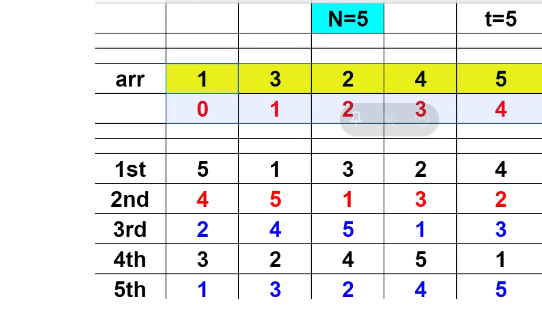 N=5 t=5
arr 1 3 2 4 5
0 1 2 3 4
1st 5 1 3 2 4
2nd 4 5 1 3 2
3rd 2 4 5 1 3
4th 3 2 4 5 1
5th 1 3 2 4 5